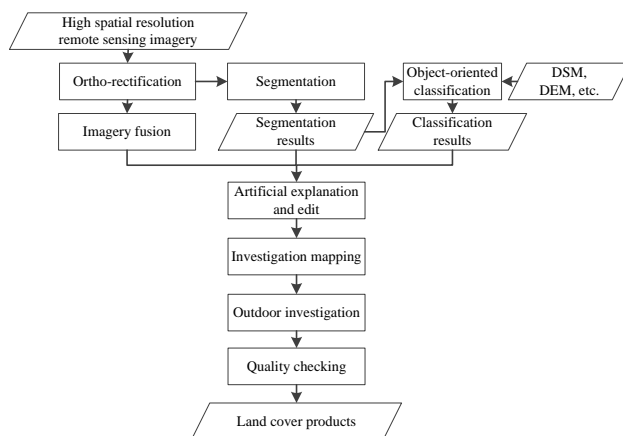 High spatial resolution
remote sensing imagery
Ortho-rectification
Segmentation
Object-oriented
classification
DSM,
DEM, etc.
Imagery fusion
Segmentation
results
Classification
results
Artificial explanation
and edit
Investigation mapping
Outdoor investigation
Quality checking
Land cover products